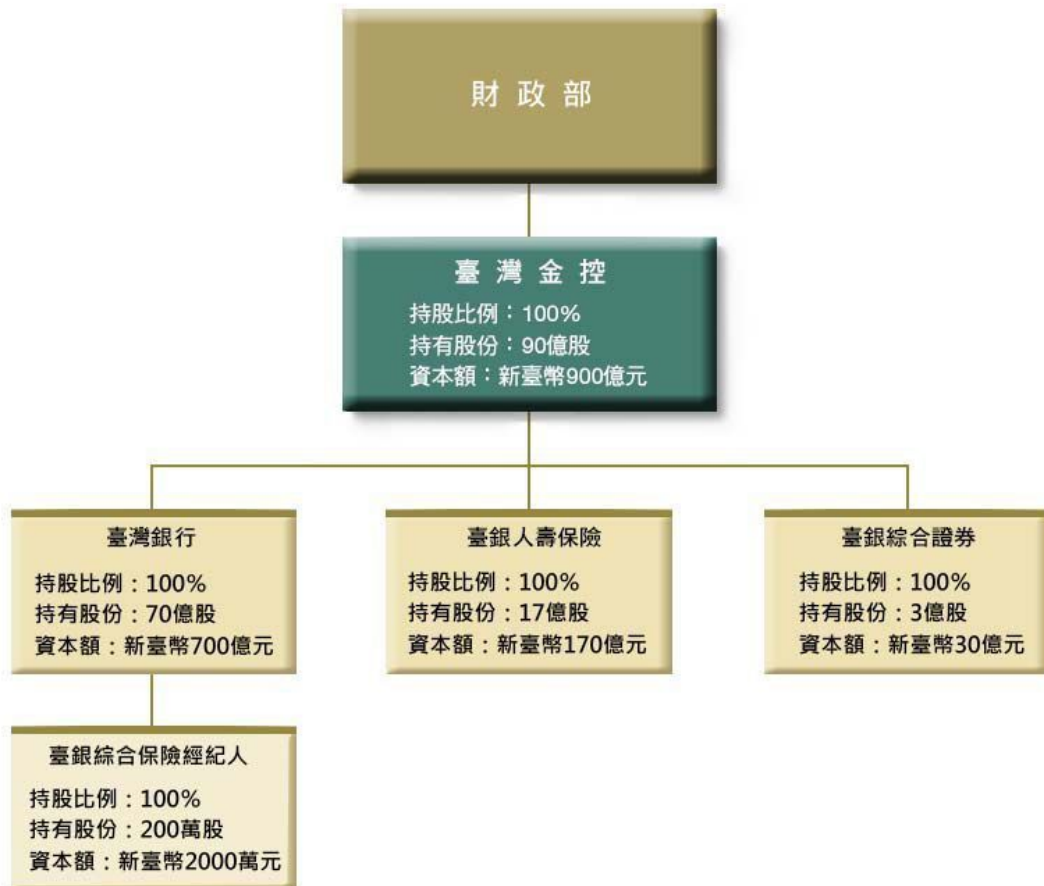 財政部
臺灣金控
持股比例：100%
持有股份：90億股
資本額：新臺幣900億元
臺灣銀行
持股比例：100%
持有股份：70億股
資本額：新臺幣700億元
臺銀人壽保險
持股比例：100%
持有股份：17億股
資本額：新臺幣170億元
臺銀綜合證券
持股比例：100%
持有股份：3億股
資本額：新臺幣30億元
臺銀綜合保險經紀人
持股比例：100%
持有股份：200萬股
資本額：新臺幣2000萬元